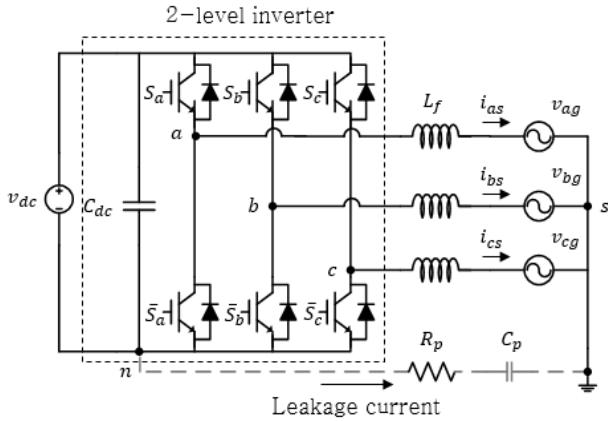 2-level inverter
S_a S_b S_c
L_f i_as v_ag
a
v_dc C_dc
b
i_bs v_bg
s
c
i_cs v_cg
S̄_a S̄_b S̄_c
n
R_p C_p
Leakage current